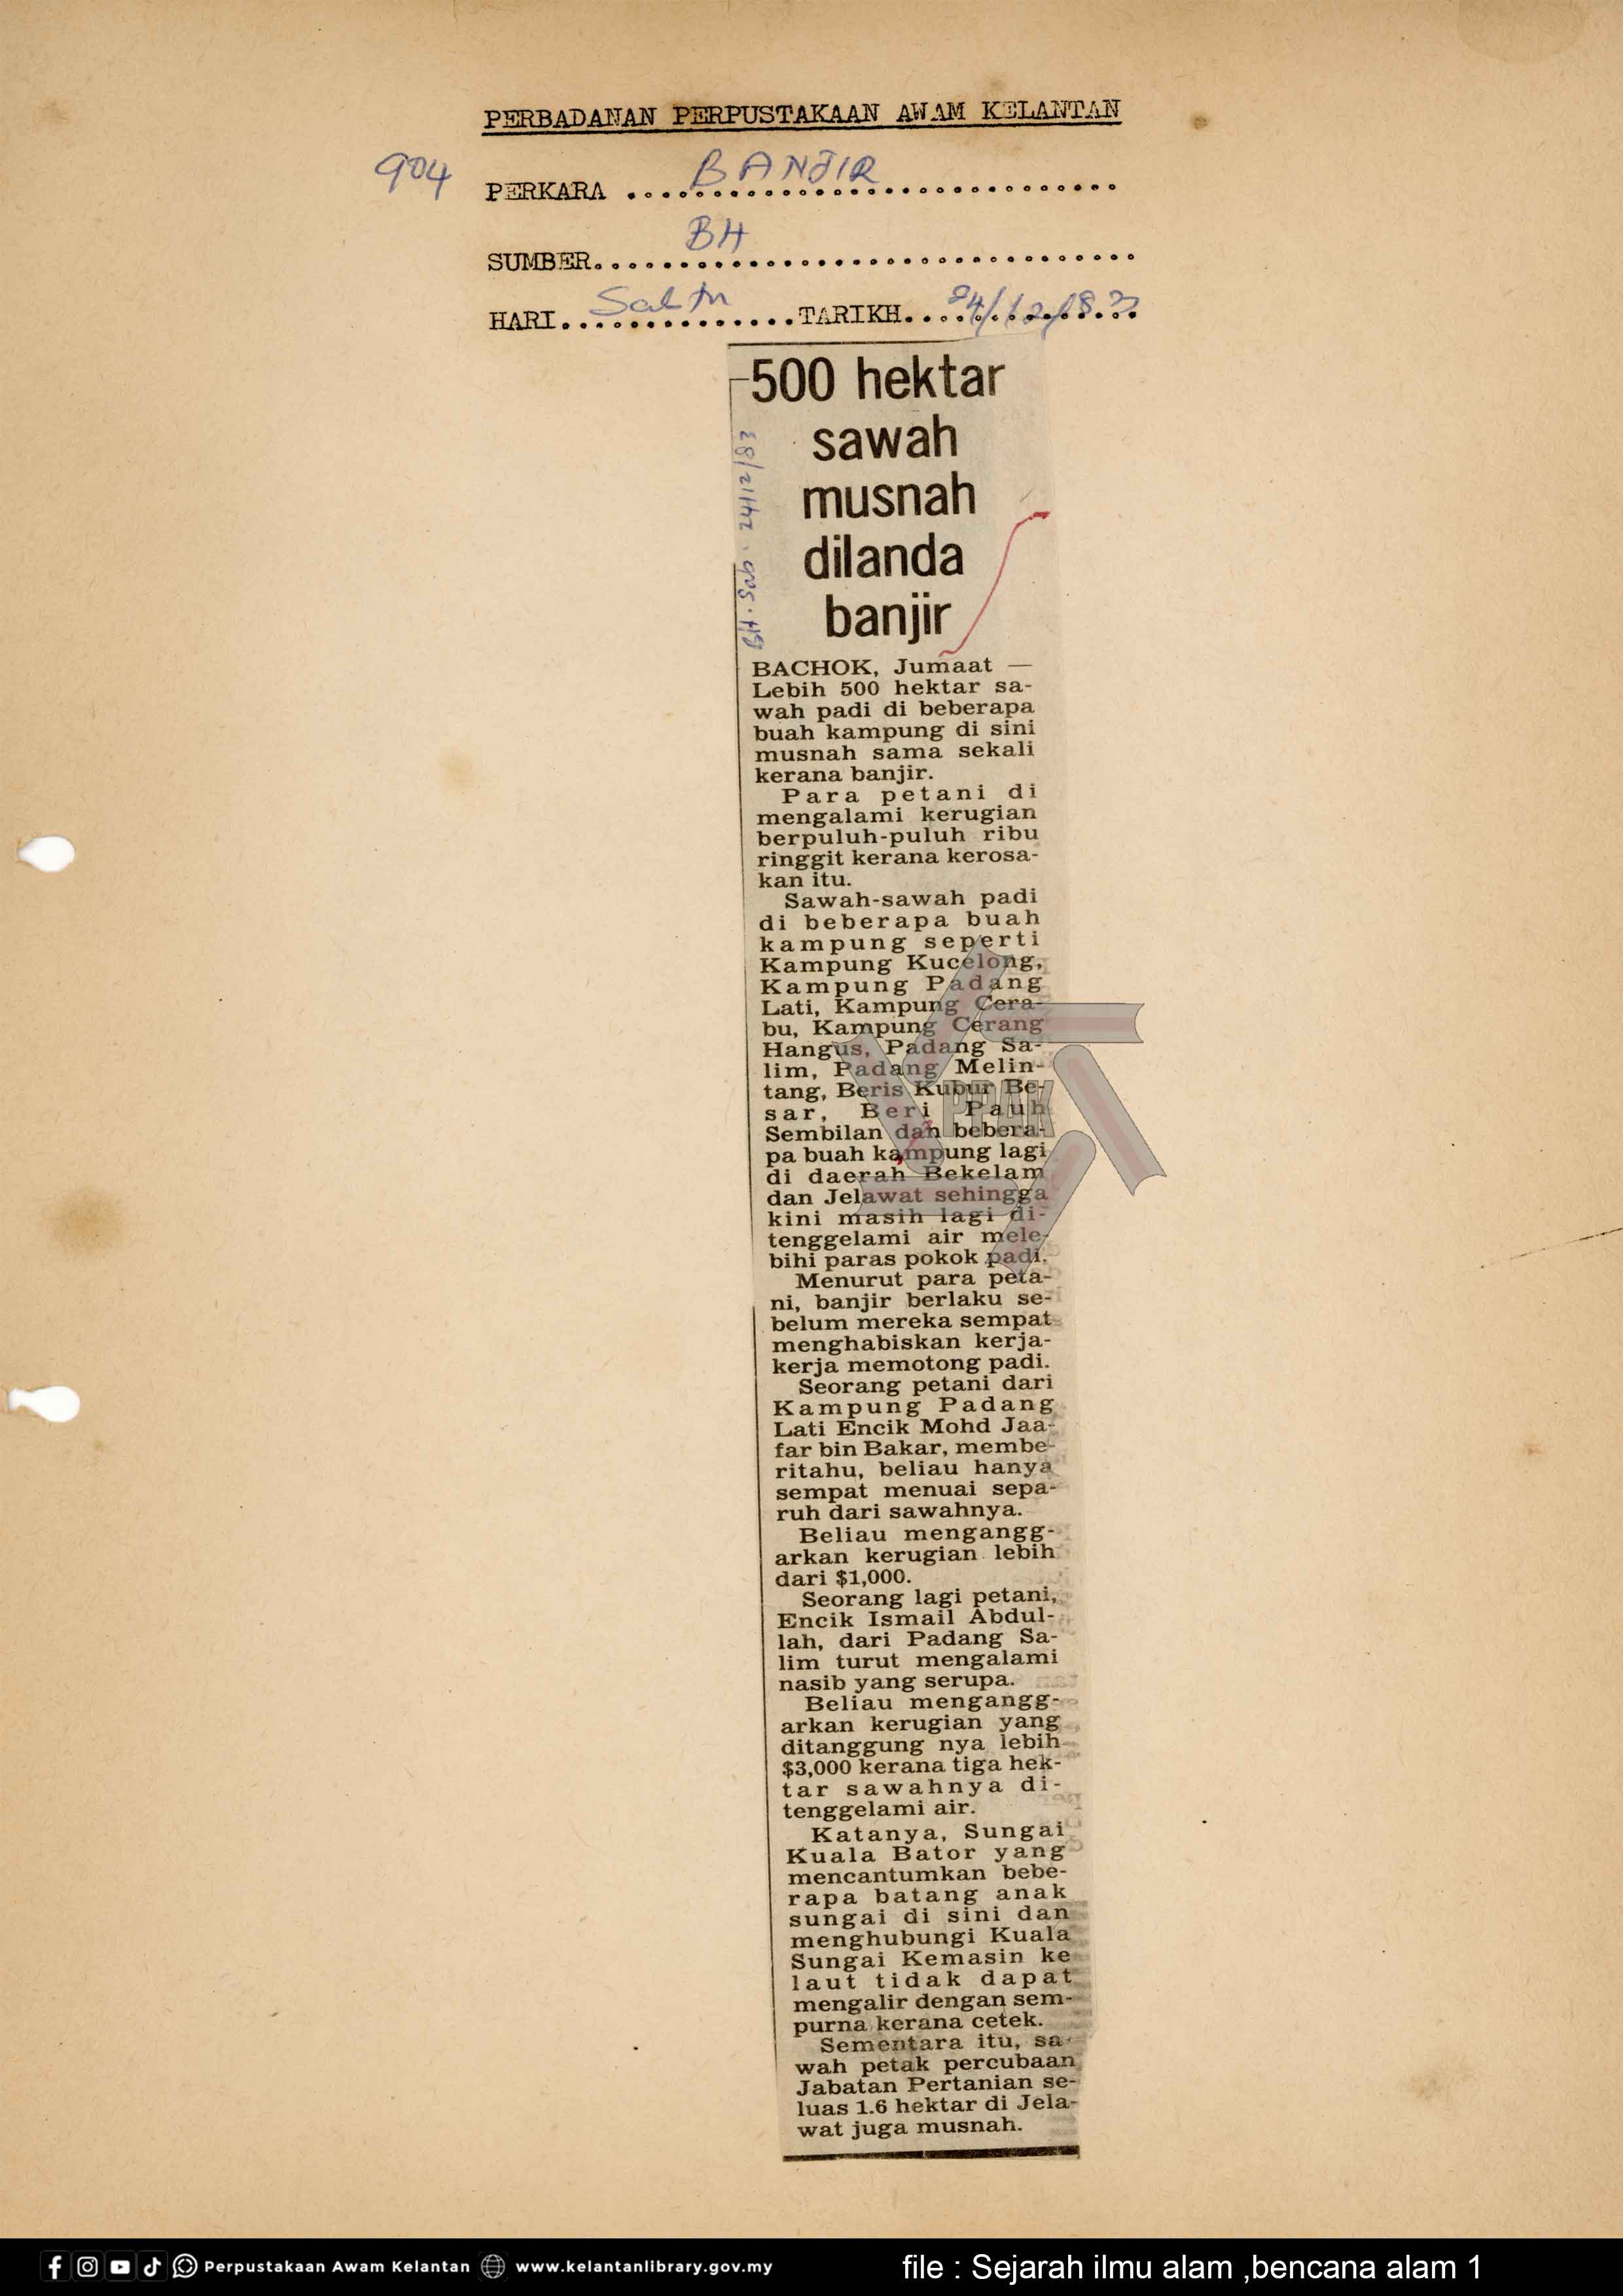 PERBADANAN PERPUSTAKAAN AWAM KELANTAN
904
PERKARA ..... BANJIR .....
SUMBER..... BH .....
HARI..... Sabtu .....TARIKH..... 24/12/83
500 hektar
sawah
musnah
dilanda
banjir
BH. Sab. 24/12/83
BACHOK, Jumaat —
Lebih 500 hektar sa-
wah padi di beberapa
buah kampung di sini
musnah sama sekali
kerana banjir.
Para petani di
mengalami kerugian
berpuluh-puluh ribu
ringgit kerana kerosa-
kan itu.
Sawah-sawah padi
di beberapa buah
kampung seperti
Kampung Kucelong,
Kampung Padang
Lati, Kampung Cera-
bu, Kampung Cerang
Hangus, Padang Sa-
lim, Padang Melin-
tang, Beris Kubur Be-
sar, Beri Pauh
Sembilan dan bebera-
pa buah kampung lagi
di daerah Bekelam
dan Jelawat sehingga
kini masih lagi di-
tenggelami air mele-
bihi paras pokok padi.
Menurut para peta-
ni, banjir berlaku se-
belum mereka sempat
menghabiskan kerja-
kerja memotong padi.
Seorang petani dari
Kampung Padang
Lati Encik Mohd Jaa-
far bin Bakar, membe-
ritahu, beliau hanya
sempat menuai sepa-
ruh dari sawahnya.
Beliau mengangg-
arkan kerugian lebih
dari $1,000.
Seorang lagi petani,
Encik Ismail Abdul-
lah, dari Padang Sa-
lim turut mengalami
nasib yang serupa.
Beliau mengangg-
arkan kerugian yang
ditanggung nya lebih
$3,000 kerana tiga hek-
tar sawahnya di-
tenggelami air.
Katanya, Sungai
Kuala Bator yang
mencantumkan bebe-
rapa batang anak
sungai di sini dan
menghubungi Kuala
Sungai Kemasin ke
laut tidak dapat
mengalir dengan sem-
purna kerana cetek.
Sementara itu, sa-
wah petak percubaan
Jabatan Pertanian se-
luas 1.6 hektar di Jela-
wat juga musnah.
PPAK
Perpustakaan Awam Kelantan www.kelantanlibrary.gov.my
file : Sejarah ilmu alam ,bencana alam 1